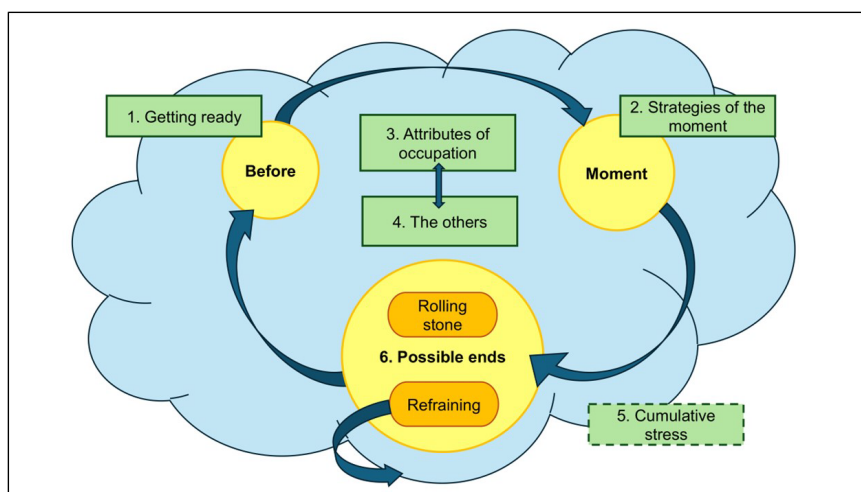 1. Getting ready
2. Strategies of the
moment
3. Attributes of
occupation
Before
Moment
4. The others
Rolling
stone
6. Possible ends
Refraining
5. Cumulative
stress